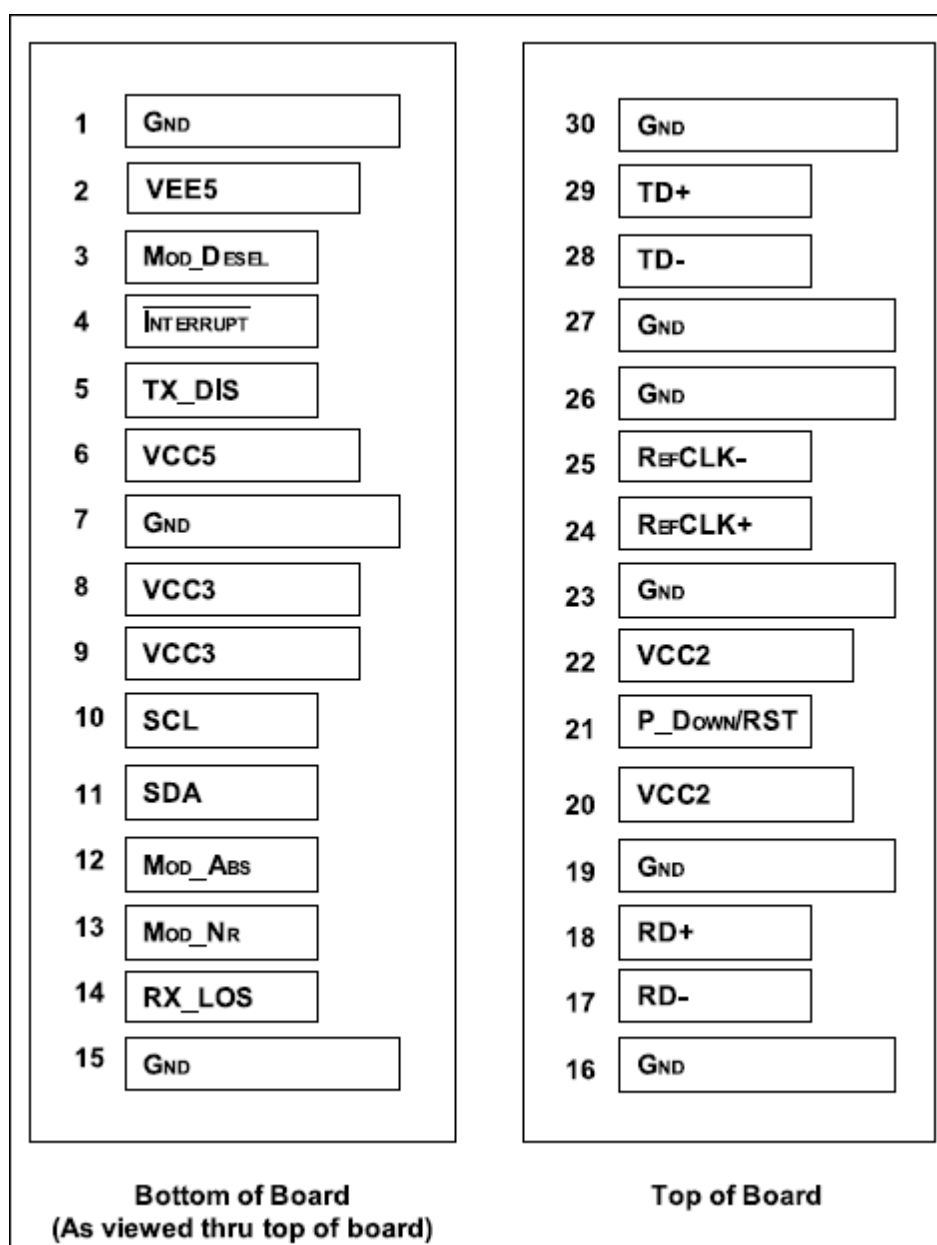 1 GND
2 VEE5
3 MOD_DESEL
4 INTERRUPT
5 TX_DIS
6 VCC5
7 GND
8 VCC3
9 VCC3
10 SCL
11 SDA
12 MOD_ABS
13 MOD_NR
14 RX_LOS
15 GND
Bottom of Board
(As viewed thru top of board)
30 GND
29 TD+
28 TD-
27 GND
26 GND
25 REFCLK-
24 REFCLK+
23 GND
22 VCC2
21 P_DOWN/RST
20 VCC2
19 GND
18 RD+
17 RD-
16 GND
Top of Board